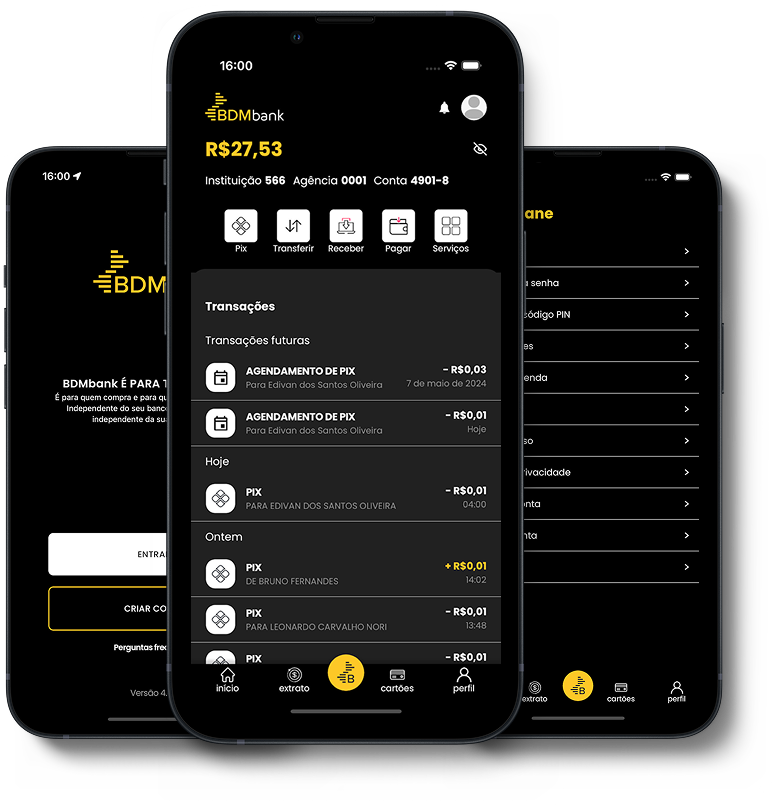 16:00
BDMbank
R$27,53
Instituição 566 Agência 0001 Conta 4901-8
Pix
Transferir
Receber
Pagar
Serviços
Transações
Transações futuras
AGENDAMENTO DE PIX
- R$0,03
Para Edivan dos Santos Oliveira
7 de maio de 2024
AGENDAMENTO DE PIX
- R$0,01
Para Edivan dos Santos Oliveira
Hoje
Hoje
PIX
- R$0,01
PARA EDIVAN DOS SANTOS OLIVEIRA
04:00
Ontem
PIX
+ R$0,01
DE BRUNO FERNANDES
14:02
PIX
- R$0,01
PARA LEONARDO CARVALHO NORI
13:48
PIX
- R$0,01
início
extrato
B
cartões
perfil
16:00
BDM
BDMbank É PARA T
É para quem compra e para qu
Independente do seu banc
independente da sua
ENTRA
CRIAR CO
Perguntas fre
Versão 4.
ane
senha
código PIN
es
enda
so
rivacidade
onta
nta
extrato
B
cartões
perfil